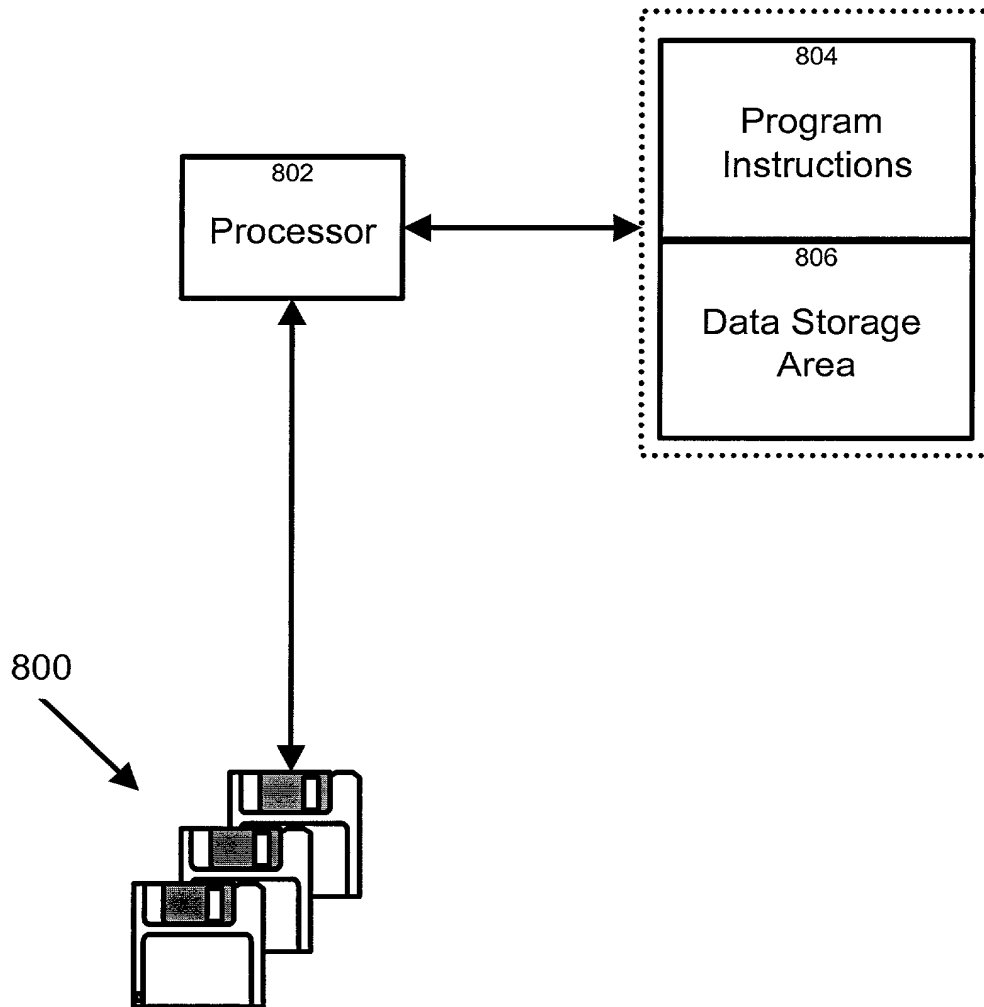 804
Program
Instructions
802
Processor
806
Data Storage
Area
800